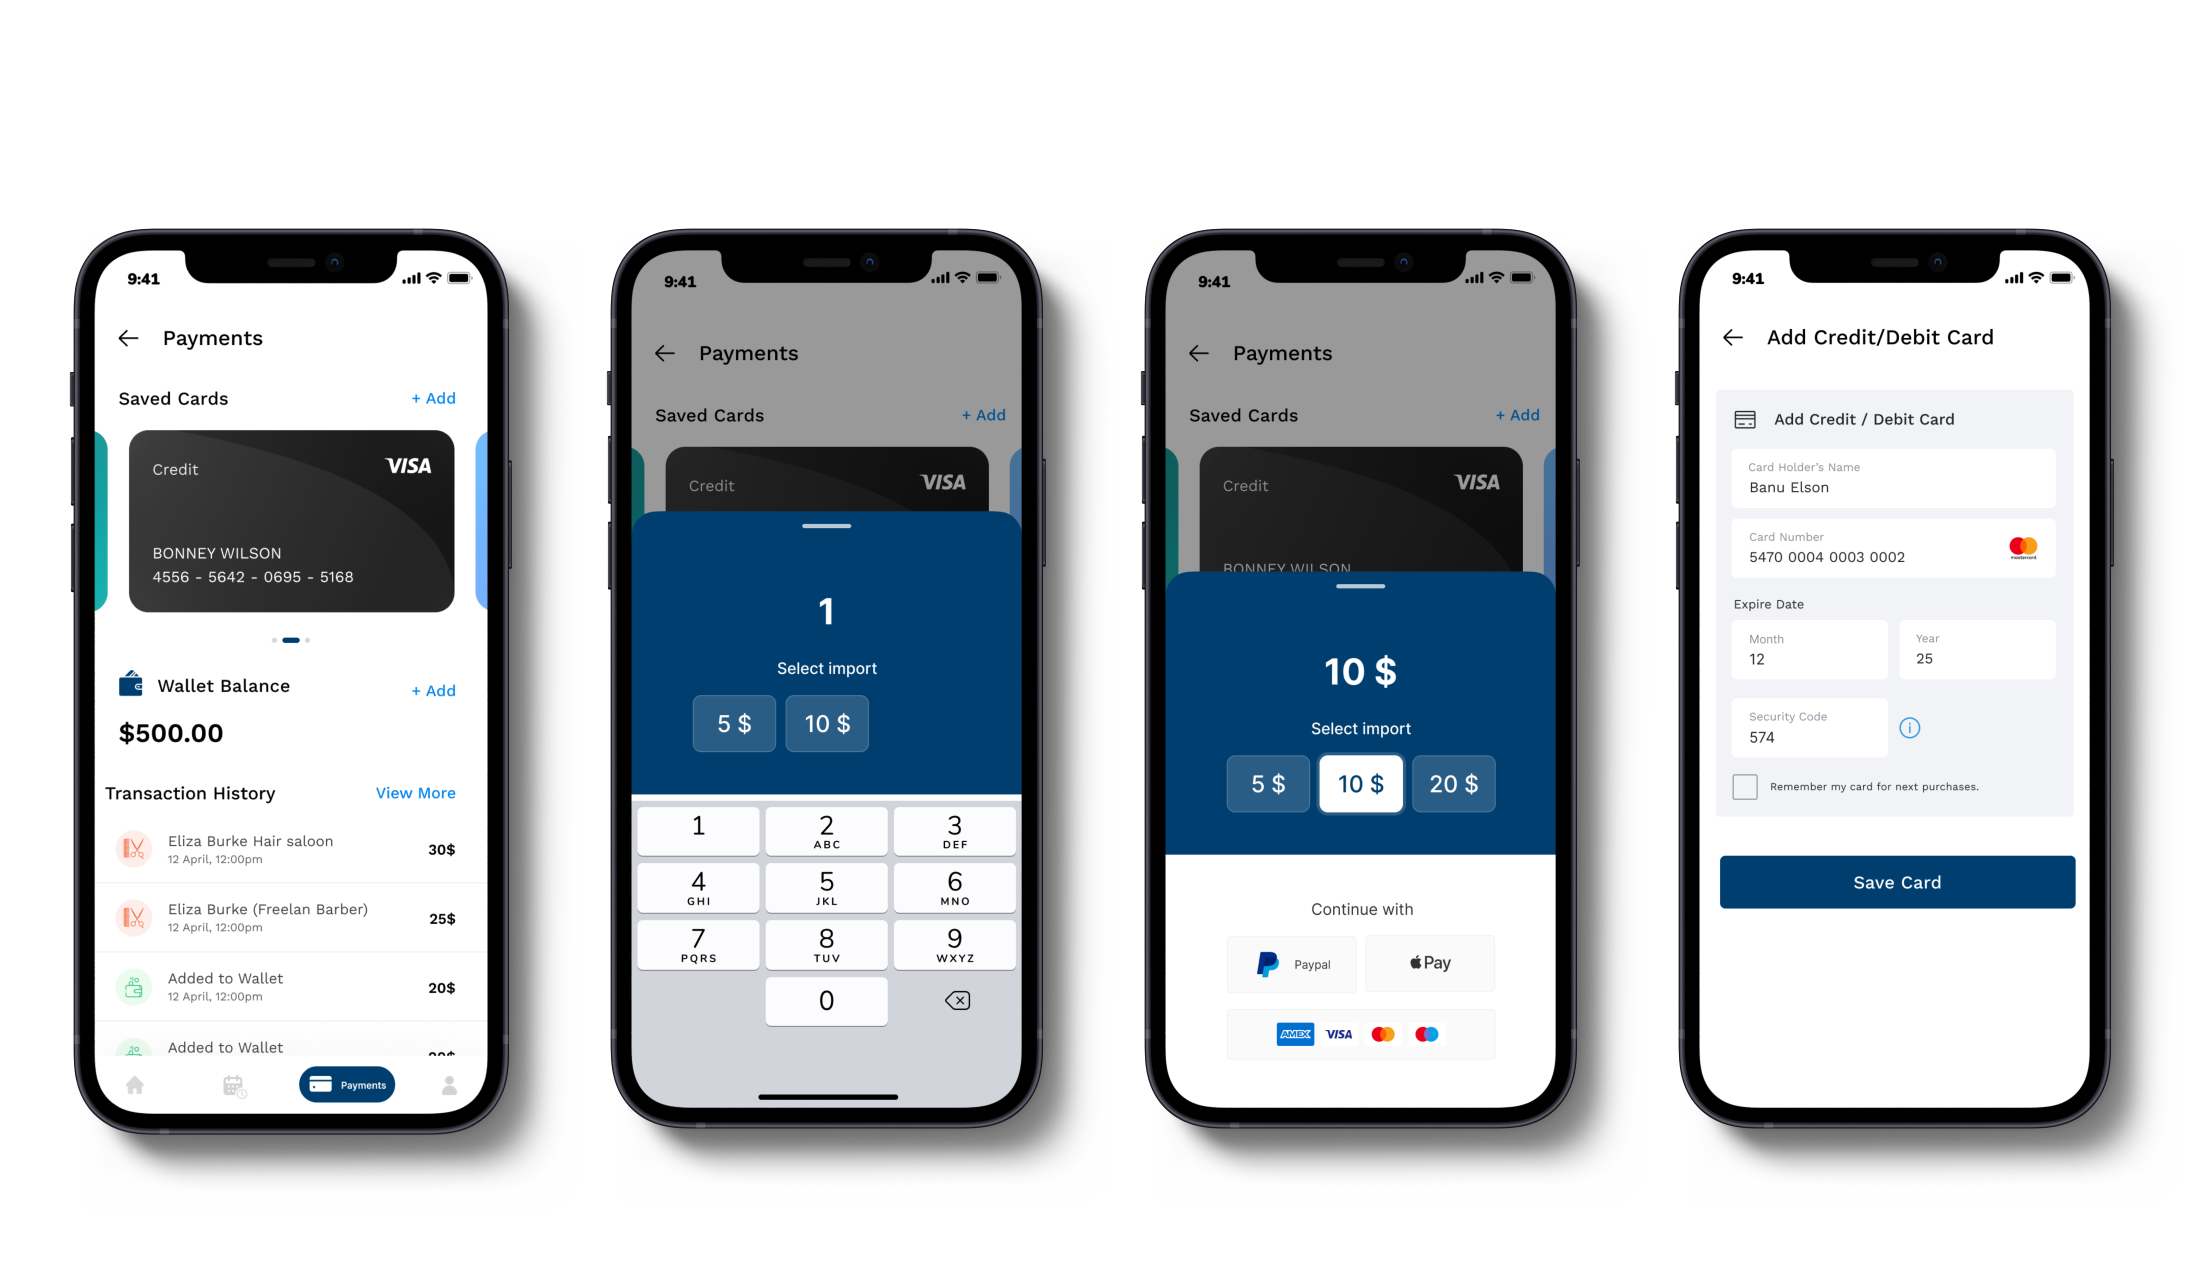 9:41
Payments
Saved Cards
+ Add
Credit
VISA
BONNEY WILSON
4556 - 5642 - 0695 - 5168
Wallet Balance
+ Add
$500.00
Transaction History
View More
Eliza Burke Hair saloon
12 April, 12:00pm
30$
Eliza Burke (Freelan Barber)
12 April, 12:00pm
25$
Added to Wallet
12 April, 12:00pm
20$
Added to Wallet
Payments
9:41
Payments
Saved Cards
+ Add
Credit
VISA
1
Select import
5 $
10 $
1
2
ABC
3
DEF
4
GHI
5
JKL
6
MNO
7
PQRS
8
TUV
9
WXYZ
0
9:41
Payments
Saved Cards
+ Add
Credit
VISA
BONNEY WILSON
10 $
Select import
5 $
10 $
20 $
Continue with
Paypal
Pay
AMEX
VISA
9:41
Add Credit/Debit Card
Add Credit / Debit Card
Card Holder's Name
Banu Elson
Card Number
5470 0004 0003 0002
mastercard
Expire Date
Month
12
Year
25
Security Code
574
Remember my card for next purchases.
Save Card